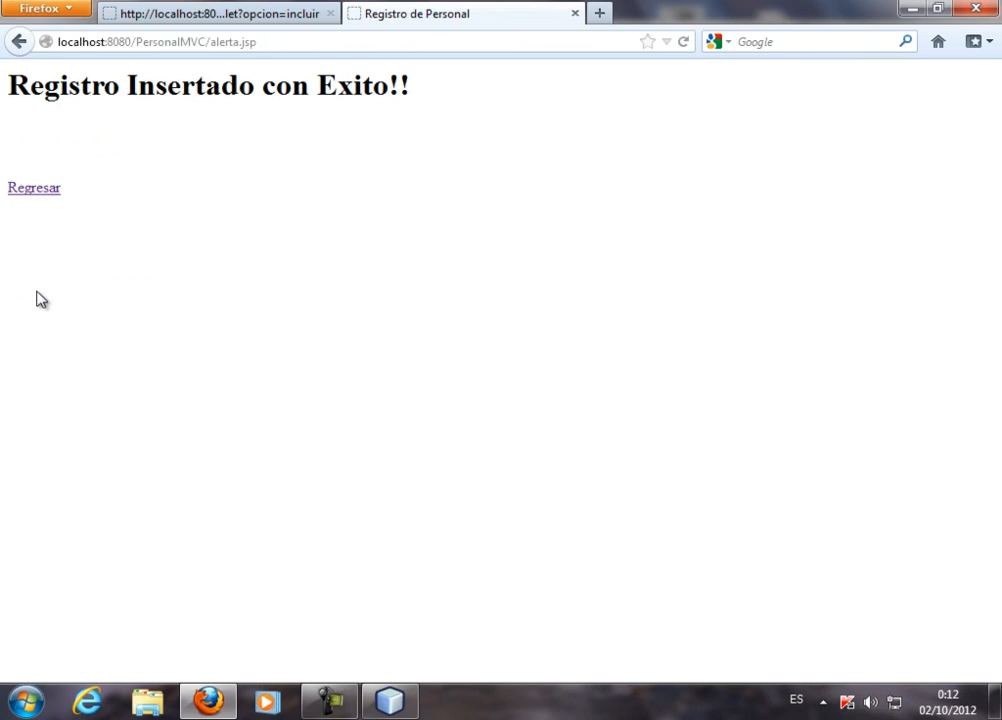 Firefox
http://localhost:80...let?opcion=incluir
Registro de Personal
localhost:8080/PersonalMVC/alerta.jsp
Google
Registro Insertado con Exito!!
Regresar
ES
0:12
02/10/2012